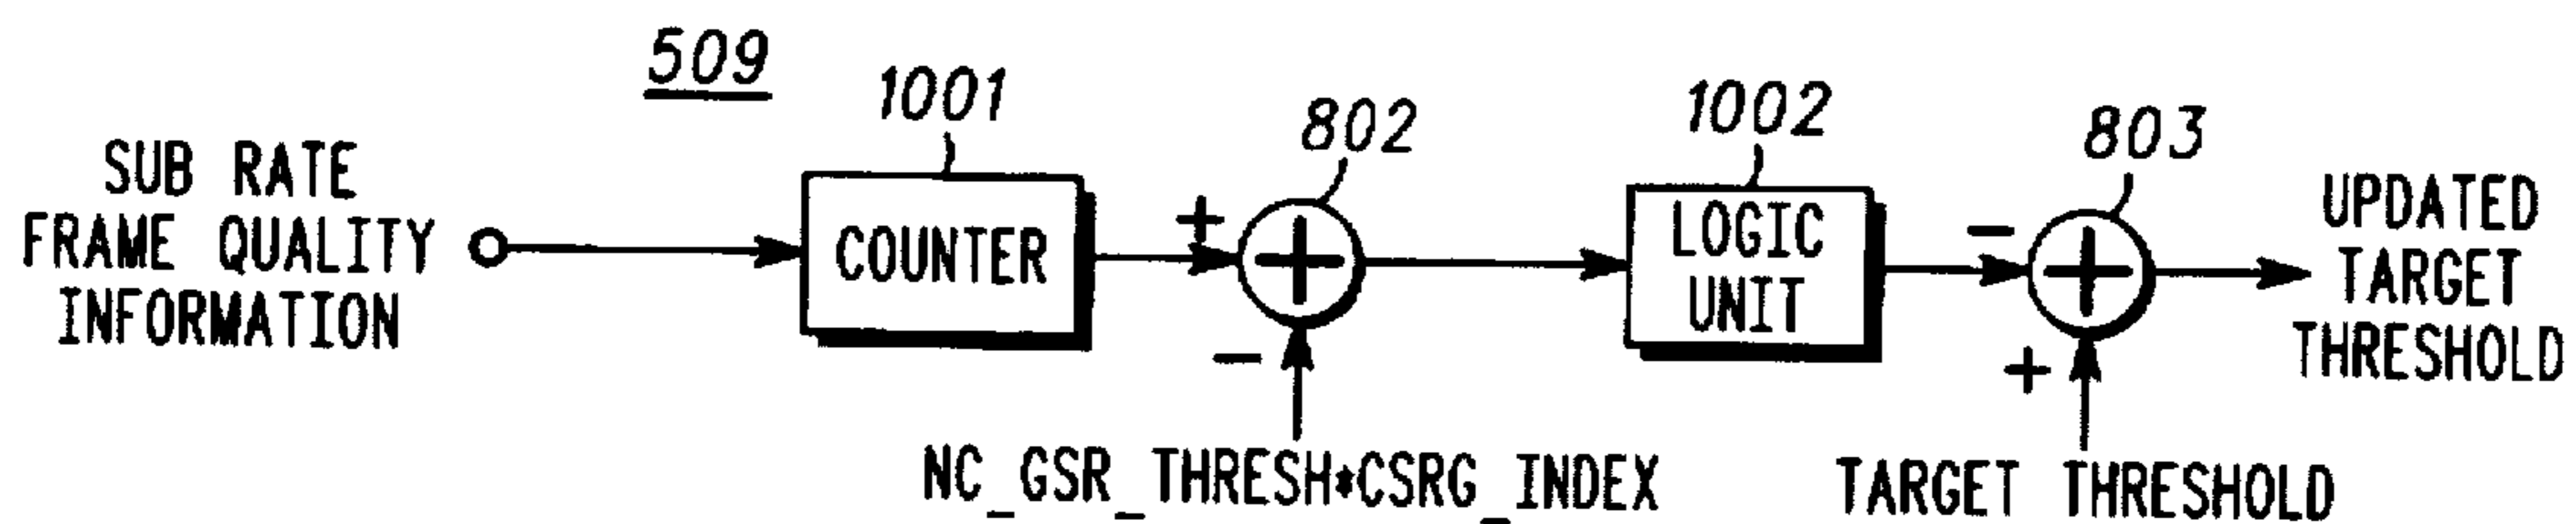 509
1001
802
1002
803
SUB RATE
FRAME QUALITY
INFORMATION
COUNTER
+
-
+
LOGIC
UNIT
-
+
+
UPDATED
TARGET
THRESHOLD
NC_GSR_THRESH*CSRG_INDEX
TARGET THRESHOLD